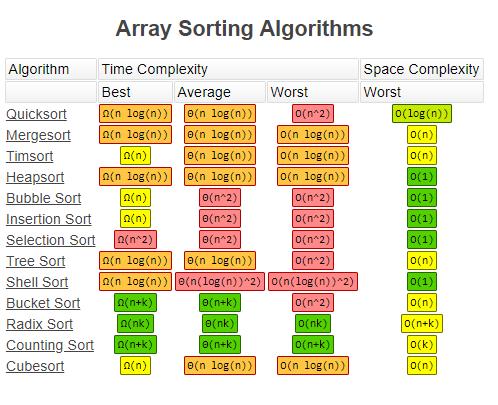 Array Sorting Algorithms
Algorithm Time Complexity Space Complexity
Best Average Worst Worst
Quicksort Ω(n log(n)) Θ(n log(n)) O(n^2) O(log(n))
Mergesort Ω(n log(n)) Θ(n log(n)) O(n log(n)) O(n)
Timsort Ω(n) Θ(n log(n)) O(n log(n)) O(n)
Heapsort Ω(n log(n)) Θ(n log(n)) O(n log(n)) O(1)
Bubble Sort Ω(n) Θ(n^2) O(n^2) O(1)
Insertion Sort Ω(n) Θ(n^2) O(n^2) O(1)
Selection Sort Ω(n^2) Θ(n^2) O(n^2) O(1)
Tree Sort Ω(n log(n)) Θ(n log(n)) O(n^2) O(n)
Shell Sort Ω(n log(n)) Θ(n(log(n))^2) O(n(log(n))^2) O(1)
Bucket Sort Ω(n+k) Θ(n+k) O(n^2) O(n)
Radix Sort Ω(nk) Θ(nk) O(nk) O(n+k)
Counting Sort Ω(n+k) Θ(n+k) O(n+k) O(k)
Cubesort Ω(n) Θ(n log(n)) O(n log(n)) O(n)